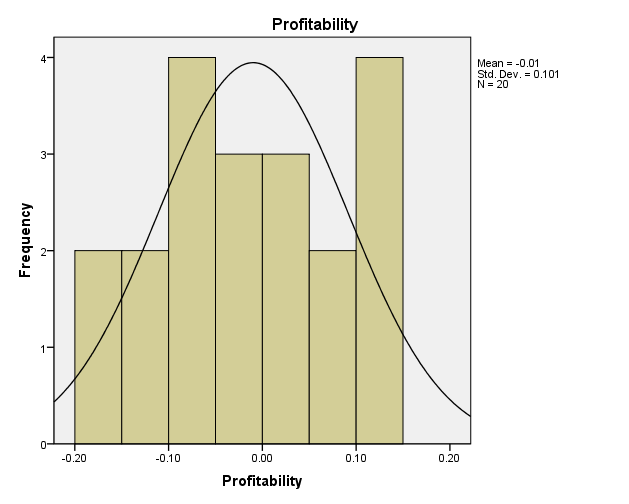 Profitability
Mean = -0.01
Std. Dev. = 0.101
N = 20
Frequency
4
3
2
1
0
-0.20 -0.10 0.00 0.10 0.20
Profitability